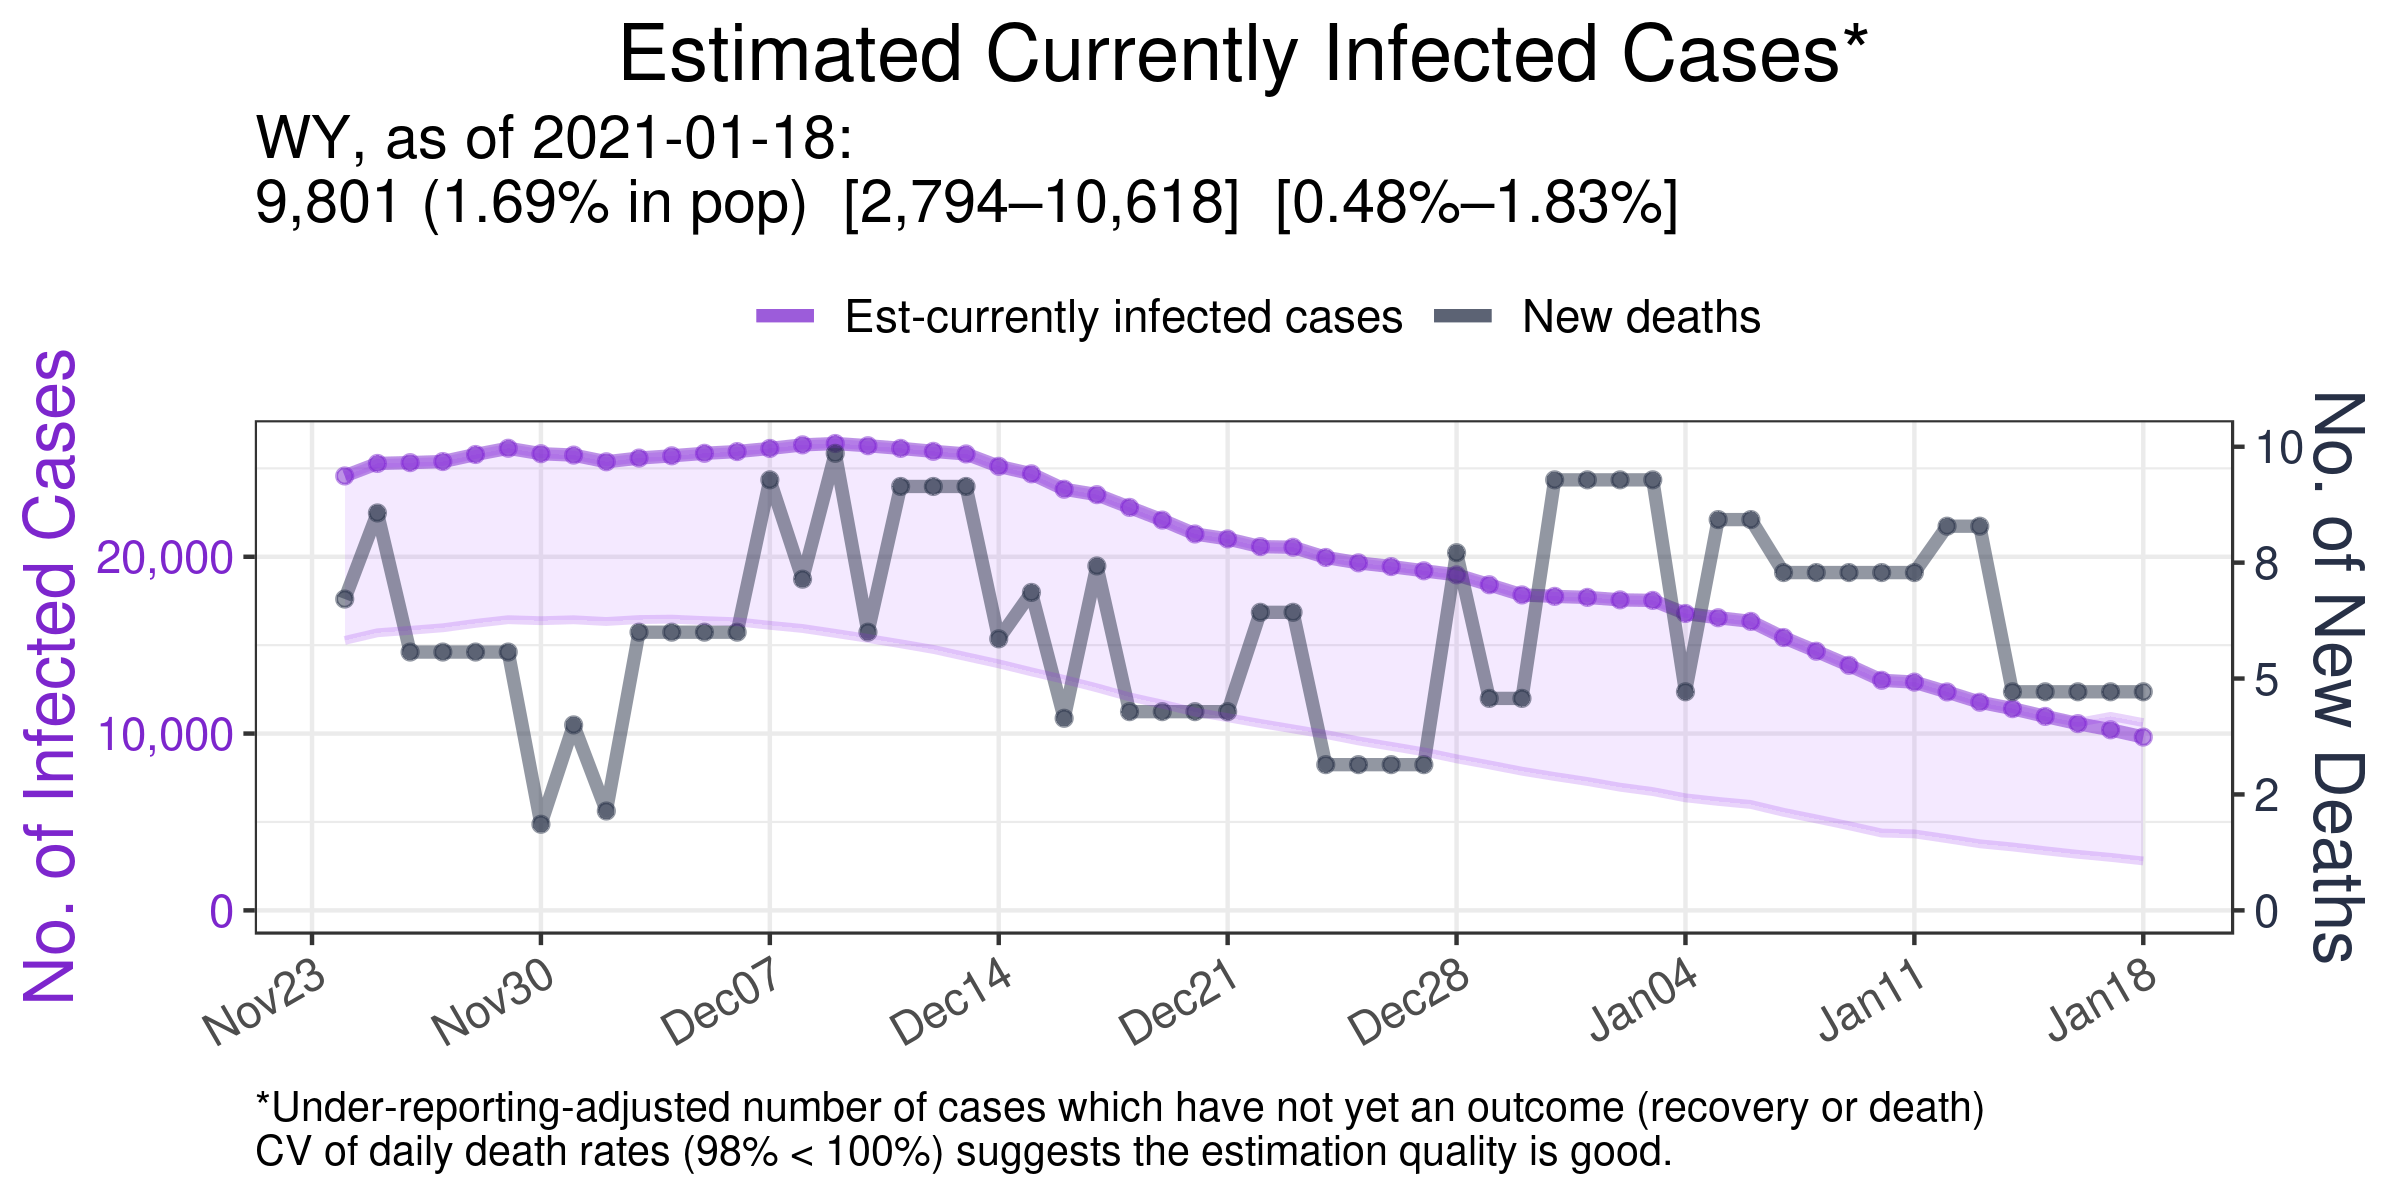 Estimated Currently Infected Cases*
WY, as of 2021-01-18:
9,801 (1.69% in pop)  [2,794–10,618]  [0.48%–1.83%]
Est-currently infected cases
New deaths
No. of Infected Cases
20,000
10,000
0
10
8
5
2
0
No. of New Deaths
Nov23
Nov30
Dec07
Dec14
Dec21
Dec28
Jan04
Jan11
Jan18
*Under-reporting-adjusted number of cases which have not yet an outcome (recovery or death)
CV of daily death rates (98% < 100%) suggests the estimation quality is good.